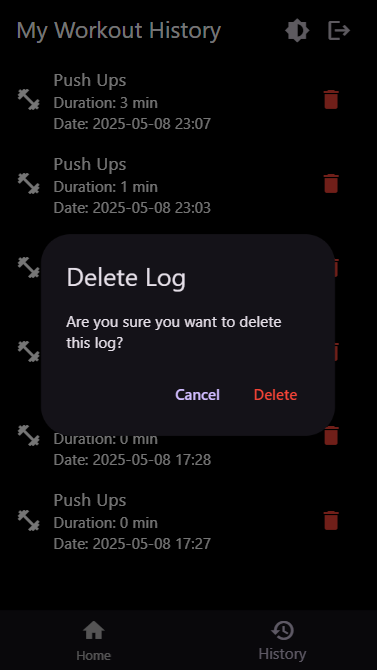 My Workout History
Push Ups
Duration: 3 min
Date: 2025-05-08 23:07
Push Ups
Duration: 1 min
Date: 2025-05-08 23:03
Delete Log
Are you sure you want to delete
this log?
Cancel Delete
Duration: 0 min
Date: 2025-05-08 17:28
Push Ups
Duration: 0 min
Date: 2025-05-08 17:27
Home History